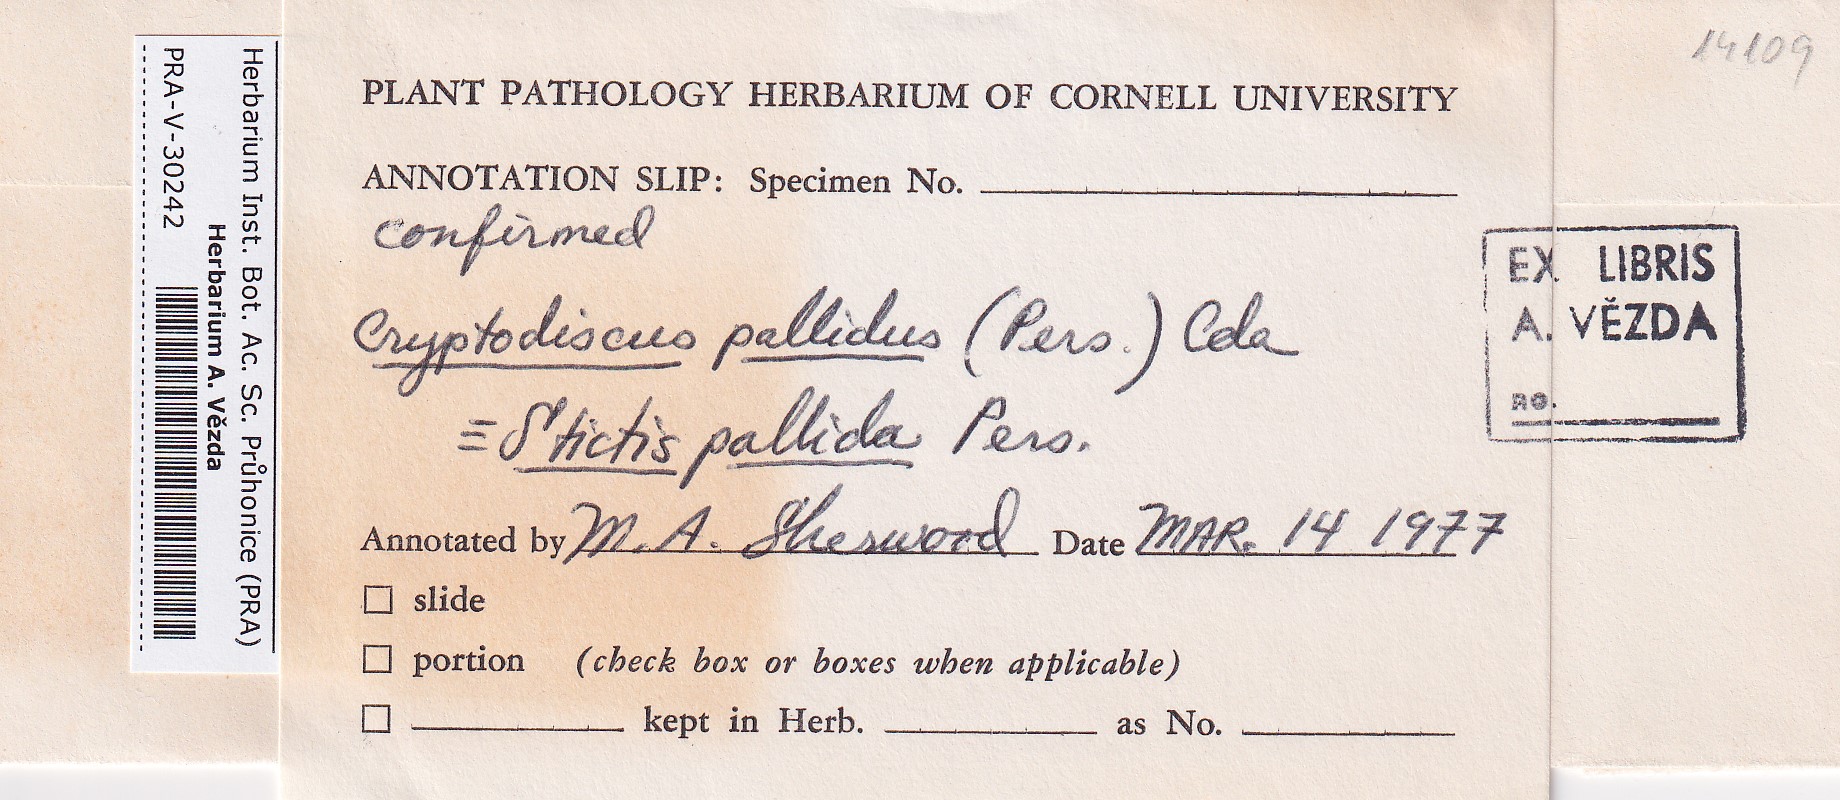 Herbarium Inst. Bot. Ac. Sc. Průhonice (PRA)
Herbarium A. Vězda
PRA-V-30242
14109
PLANT PATHOLOGY HERBARIUM OF CORNELL UNIVERSITY
ANNOTATION SLIP: Specimen No.
confirmed
Cryptodiscus pallidus (Pers.) Cda
≡ Stictis pallida Pers.
Annotated by M. A. Sherwood Date MAR. 14 1977
slide
portion (check box or boxes when applicable)
kept in Herb. as No.
EX LIBRIS
A. VĚZDA
RO.